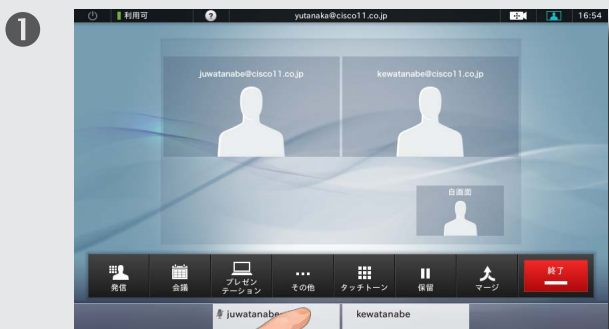 1
利用可
?
yutanaka@cisco11.co.jp
16:54
juwatanabe@cisco11.co.jp
kewatanabe@cisco11.co.jp
自画面
発信
会議
プレゼン
テーション
その他
タッチトーン
保留
マージ
終了
juwatanabe
kewatanabe